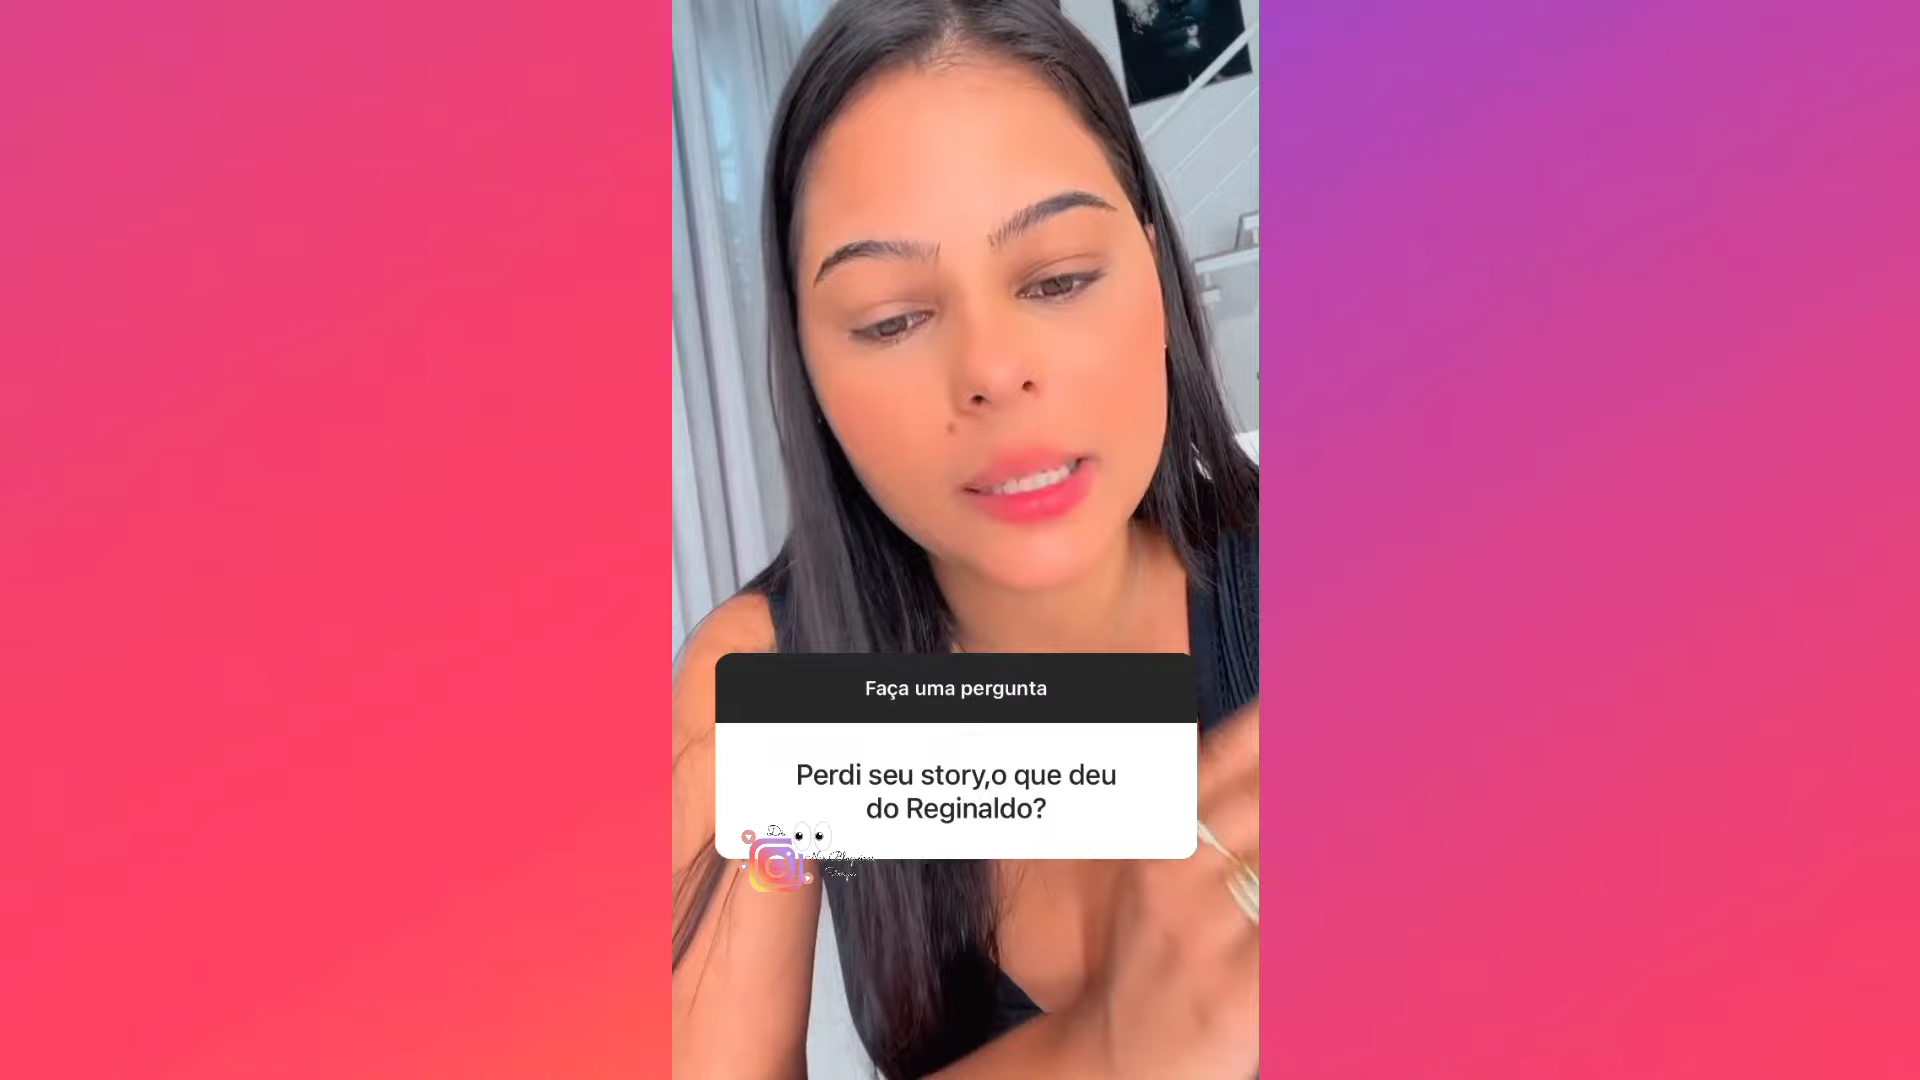 Faça uma pergunta
Perdi seu story,o que deu
do Reginaldo?